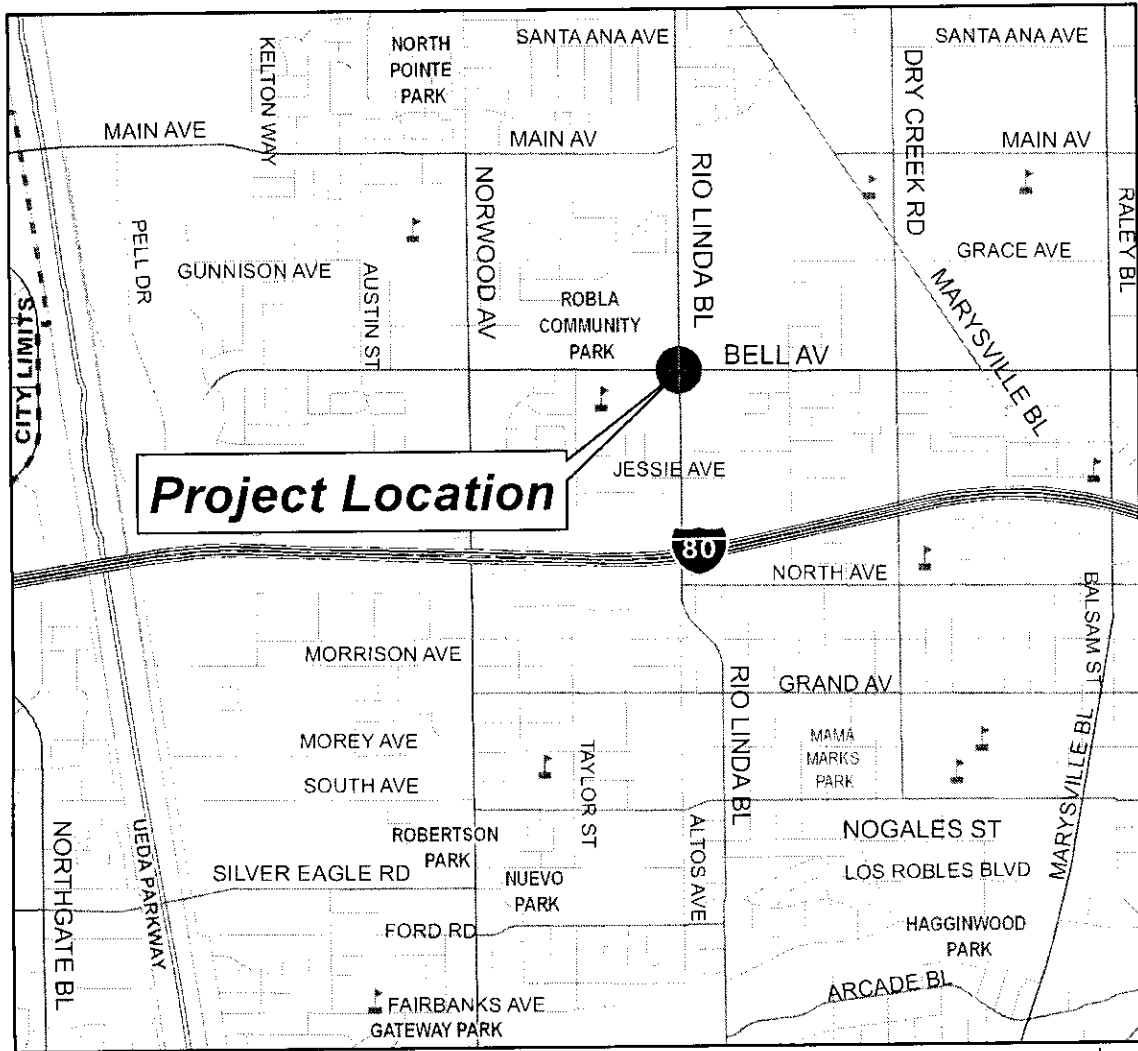 SANTA ANA AVE
SANTA ANA AVE
KELTON WAY
NORTH
POINTE
PARK
DRY CREEK RD
MAIN AVE
MAIN AV
MAIN AV
NORWOOD AV
RIO LINDA BL
RALEY BL
PELL DR
GUNNISON AVE
AUSTIN ST
GRACE AVE
MARYSVILLE BL
ROBLA
COMMUNITY
PARK
CITY LIMITS
BELL AV
Project Location
JESSIE AVE
80
NORTH AVE
BALSAM ST
MORRISON AVE
RIO LINDA BL
GRAND AV
MOREY AVE
TAYLOR ST
MAMA
MARKS
PARK
MARYSVILLE BL
SOUTH AVE
NORTHGATE BL
UEDA PARKWAY
ROBERTSON
PARK
ALTOS AVE
NOGALES ST
SILVER EAGLE RD
NUEVO
PARK
LOS ROBLES BLVD
FORD RD
HAGGINWOOD
PARK
ARCADE BL
FAIRBANKS AVE
GATEWAY PARK